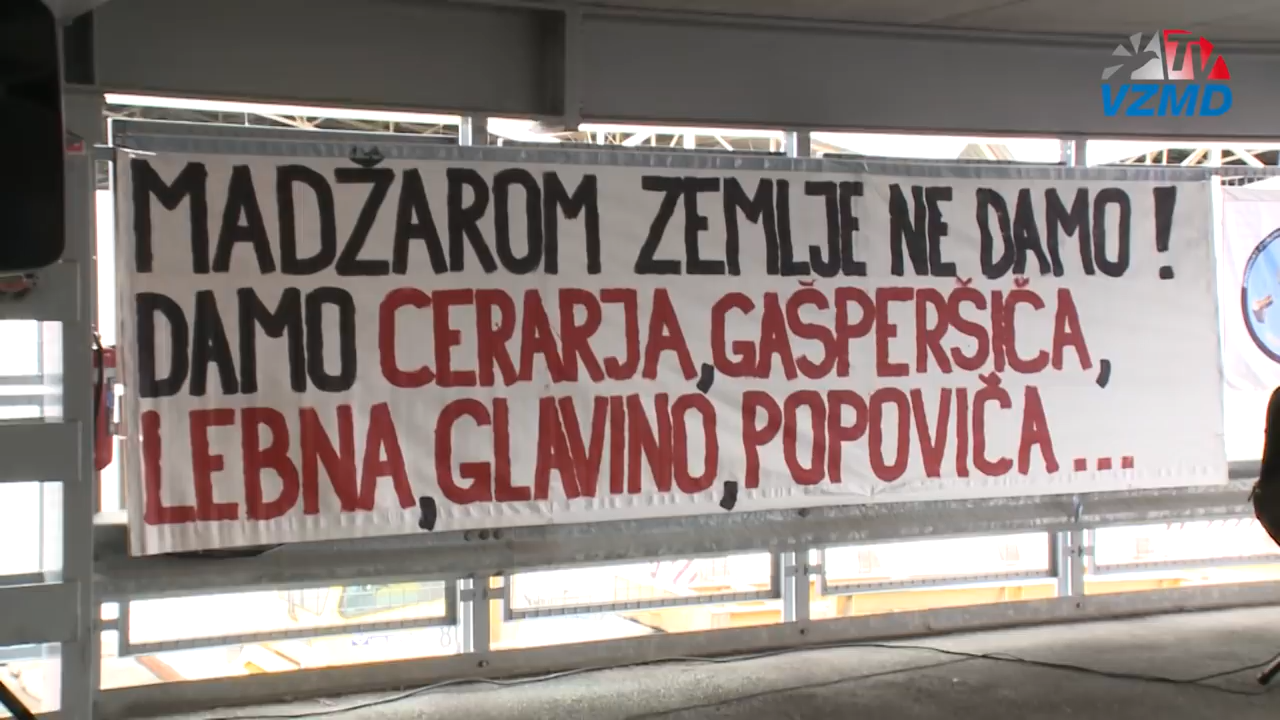 TV
VZMD
MADŽAROM ZEMLJE NE DAMO !
DAMO CERARJA, GAŠPERŠIČA,
LEBNA, GLAVINO, POPOVIČA...